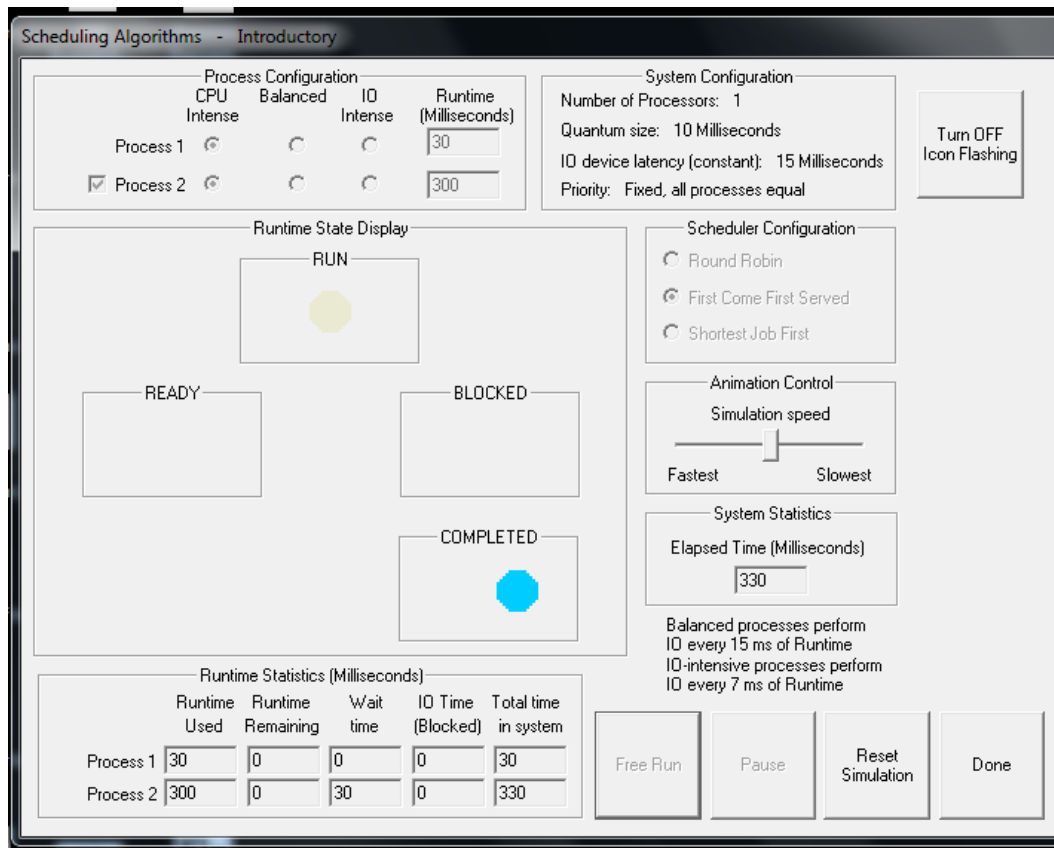 Scheduling Algorithms - Introductory
Process Configuration
CPU Intense Balanced IO Intense Runtime (Milliseconds)
Process 1 30
Process 2 300
System Configuration
Number of Processors: 1
Quantum size: 10 Milliseconds
IO device latency (constant): 15 Milliseconds
Priority: Fixed, all processes equal
Turn OFF
Icon Flashing
Runtime State Display
RUN
READY
BLOCKED
COMPLETED
Scheduler Configuration
Round Robin
First Come First Served
Shortest Job First
Animation Control
Simulation speed
Fastest Slowest
System Statistics
Elapsed Time (Milliseconds)
330
Balanced processes perform
IO every 15 ms of Runtime
IO-intensive processes perform
IO every 7 ms of Runtime
Runtime Statistics (Milliseconds)
Runtime Runtime Wait IO Time Total time
Used Remaining time (Blocked) in system
Process 1 30 0 0 0 30
Process 2 300 0 30 0 330
Free Run
Pause
Reset
Simulation
Done